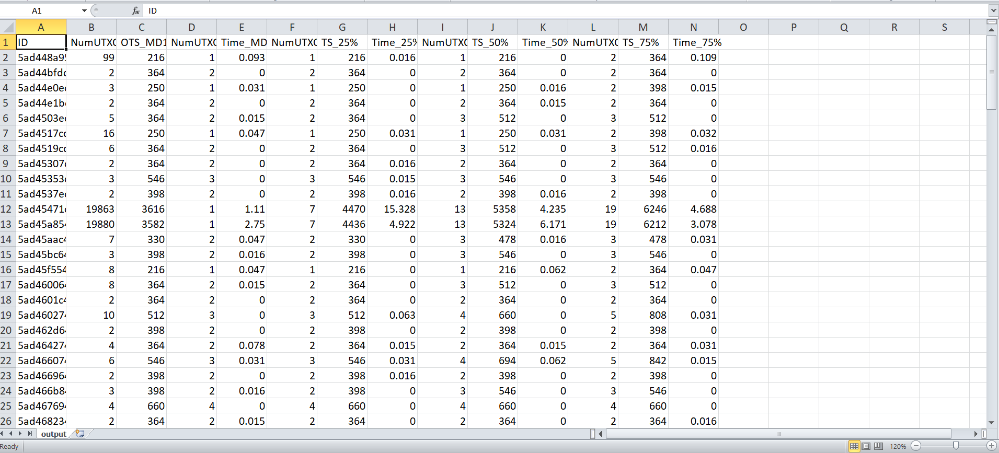 A1 fx ID
A B C D E F G H I J K L M N O P Q R S
1 ID NumUTXO OTS_MD1 NumUTXO Time_MD NumUTXO TS_25% Time_25% NumUTXO TS_50% Time_50% NumUTXO TS_75% Time_75%
2 5ad448a9 99 216 1 0.093 1 216 0.016 1 216 0 2 364 0.109
3 5ad44bfd 2 364 2 0 2 364 0 2 364 0 2 364 0
4 5ad44e0e 3 250 1 0.031 1 250 0 1 250 0.016 2 398 0.015
5 5ad44e1b 2 364 2 0 2 364 0 2 364 0.015 2 364 0
6 5ad4503e 5 364 2 0.015 2 364 0 3 512 0 3 512 0
7 5ad4517c 16 250 1 0.047 1 250 0.031 1 250 0.031 2 398 0.032
8 5ad4519c 6 364 2 0 2 364 0 3 512 0 3 512 0.016
9 5ad45307 2 364 2 0 2 364 0.016 2 364 0 2 364 0
10 5ad45353 3 546 3 0 3 546 0.015 3 546 0 3 546 0
11 5ad4537e 2 398 2 0 2 398 0.016 2 398 0.016 2 398 0
12 5ad45471 19863 3616 1 1.11 7 4470 15.328 13 5358 4.235 19 6246 4.688
13 5ad45a854 19880 3582 1 2.75 7 4436 4.922 13 5324 6.171 19 6212 3.078
14 5ad45aac4 7 330 2 0.047 2 330 0 3 478 0.016 3 478 0.031
15 5ad45bc64 3 398 2 0.016 2 398 0 3 546 0 3 546 0
16 5ad45f554 8 216 1 0.047 1 216 0 1 216 0.062 2 364 0.047
17 5ad460064 8 364 2 0.015 2 364 0 3 512 0 3 512 0
18 5ad4601c4 2 364 2 0 2 364 0 2 364 0 2 364 0
19 5ad460274 10 512 3 0 3 512 0.063 4 660 0 5 808 0.031
20 5ad462d64 2 398 2 0 2 398 0 2 398 0 2 398 0
21 5ad464274 4 364 2 0.078 2 364 0.015 2 364 0.015 2 364 0.031
22 5ad466074 6 546 3 0.031 3 546 0.031 4 694 0.062 5 842 0.015
23 5ad466964 2 398 2 0 2 398 0.016 2 398 0 2 398 0
24 5ad466b84 3 398 2 0.016 2 398 0 3 546 0 3 546 0
25 5ad467694 4 660 4 0 4 660 0 4 660 0 4 660 0
26 5ad468234 2 364 2 0.015 2 364 0 2 364 0 2 364 0.016
output
Ready 120%